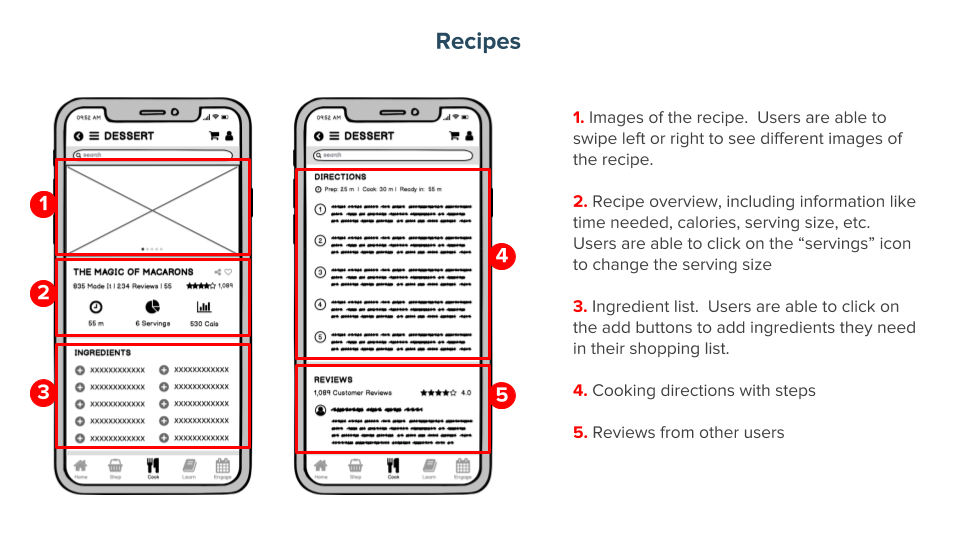 Recipes
09:52 AM
DESSERT
search
1
THE MAGIC OF MACARONS
835 Made It | 234 Reviews | 55
1,089
2
55 m
6 Servings
530 Cals
INGREDIENTS
XXXXXXXXXXXX XXXXXXXXXXXX
XXXXXXXXXXXX XXXXXXXXXXXX
3
XXXXXXXXXXXX XXXXXXXXXXXX
XXXXXXXXXXXX XXXXXXXXXXXX
XXXXXXXXXXXX XXXXXXXXXXXX
Home Shop Cook Learn Engage
09:52 AM
DESSERT
search
DIRECTIONS
Prep: 25 m | Cook: 30 m | Ready in: 55 m
1
2
4
3
4
5
REVIEWS
1,089 Customer Reviews 4.0
5
Home Shop Cook Learn Engage
1. Images of the recipe. Users are able to
swipe left or right to see different images of
the recipe.
2. Recipe overview, including information like
time needed, calories, serving size, etc.
Users are able to click on the “servings” icon
to change the serving size
3. Ingredient list. Users are able to click on
the add buttons to add ingredients they need
in their shopping list.
4. Cooking directions with steps
5. Reviews from other users